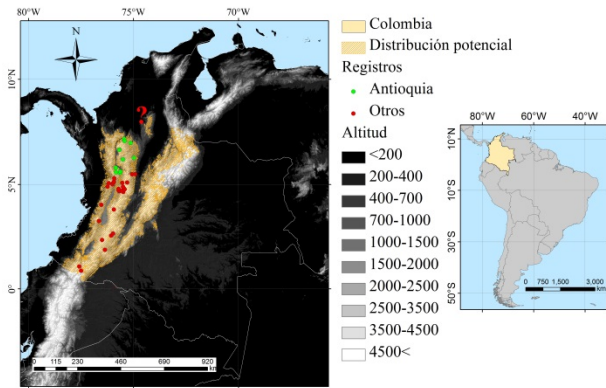 80°W 75°W 70°W
N
10°N
5°N
0°
?
0 115 230 460 690 920
km
Colombia
Distribución potencial
Registros
Antioquia
Otros
Altitud
<200
200-400
400-700
700-1000
1000-1500
1500-2000
2000-2500
2500-3500
3500-4500
4500<
80°W 60°W 40°W
10°N
10°S
30°S
50°S
0 750 1,500 3,000
km